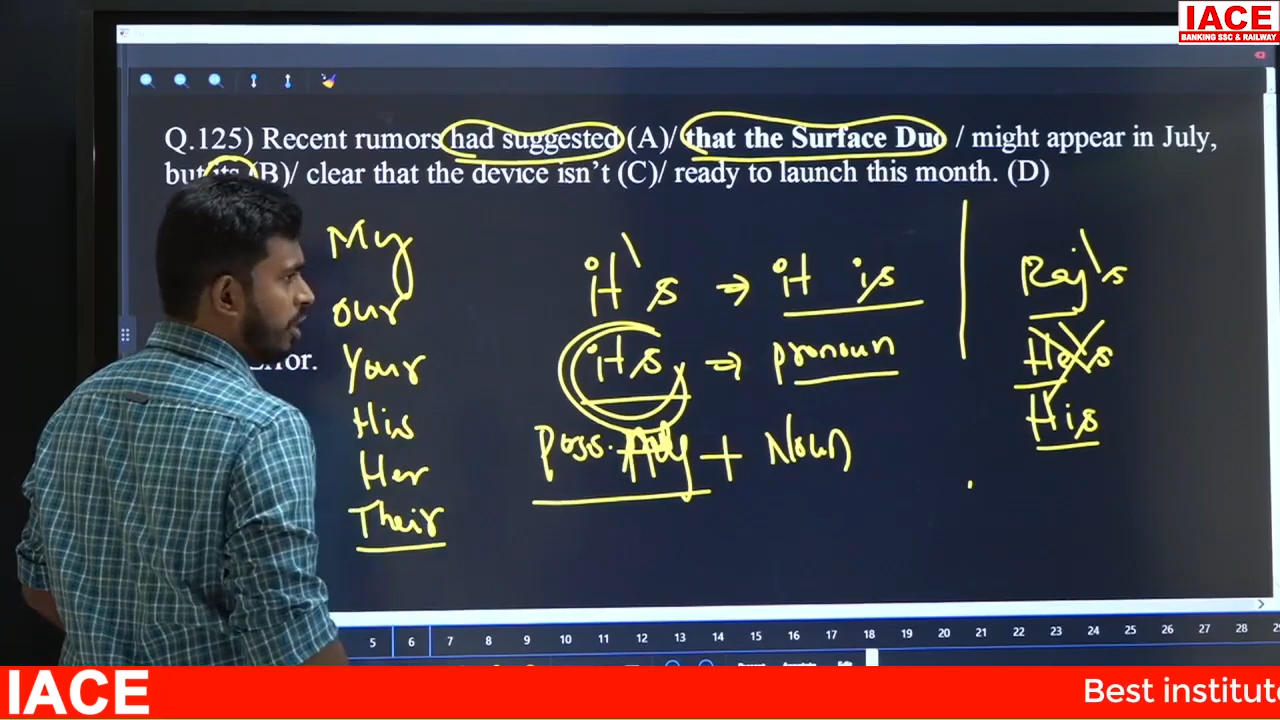 IACE
BANKING SSC & RAILWAY
Q.125) Recent rumors had suggested (A)/ that the Surface Duo / might appear in July,
but its (B)/ clear that the device isn't (C)/ ready to launch this month. (D)
My
our
Your
His
Her
Their
it's → it is
its → pronoun
poss. Adj + Noun
Raj's
He's
His
Error.
5 6 7 8 9 10 11 12 13 14 15 16 17 18 19 20 21 22 23 24 25 26 27 28
IACE
Best institute